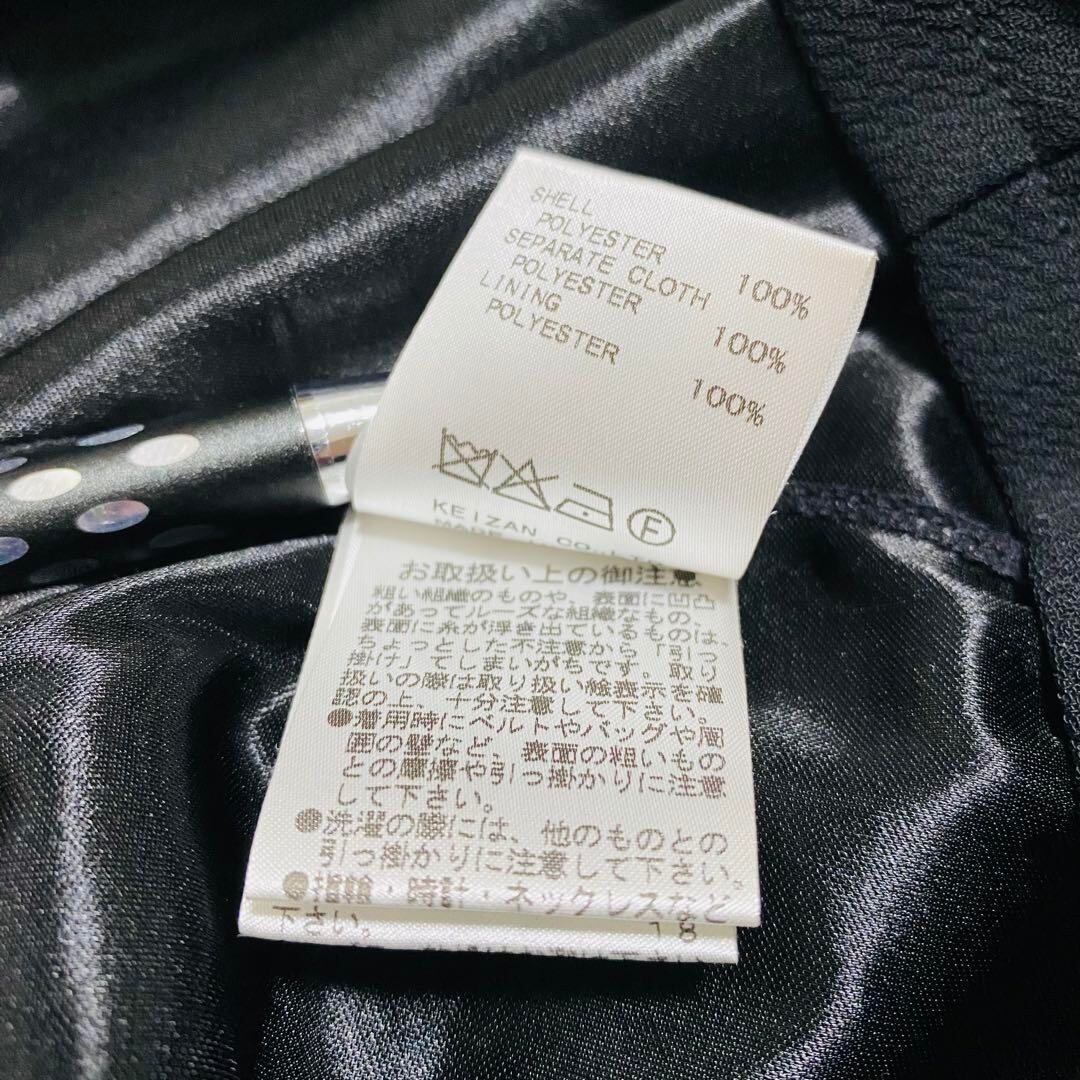 SHELL
POLYESTER 100%
SEPARATE CLOTH
POLYESTER 100%
LINING
POLYESTER 100%
F
KEIZAN CO.,
MADE
お取扱い上の御注意
粗い組織のものや、表面に凹凸
があってルーズな組織なもの、
表面に糸が浮き出ているものは、
ちょっとした不注意から「引っ
掛け」てしまいがちです。取り
扱いの際は取り扱い絵表示を確
認の上、十分注意して下さい。
●着用時にベルトやバッグや周
囲の壁など、表面の粗いもの
との摩擦や引っ掛かりに注意
して下さい。
●洗濯の際には、他のものとの
引っ掛かりに注意して下さい。
●指輪・時計・ネックレスなど
下さい。 18